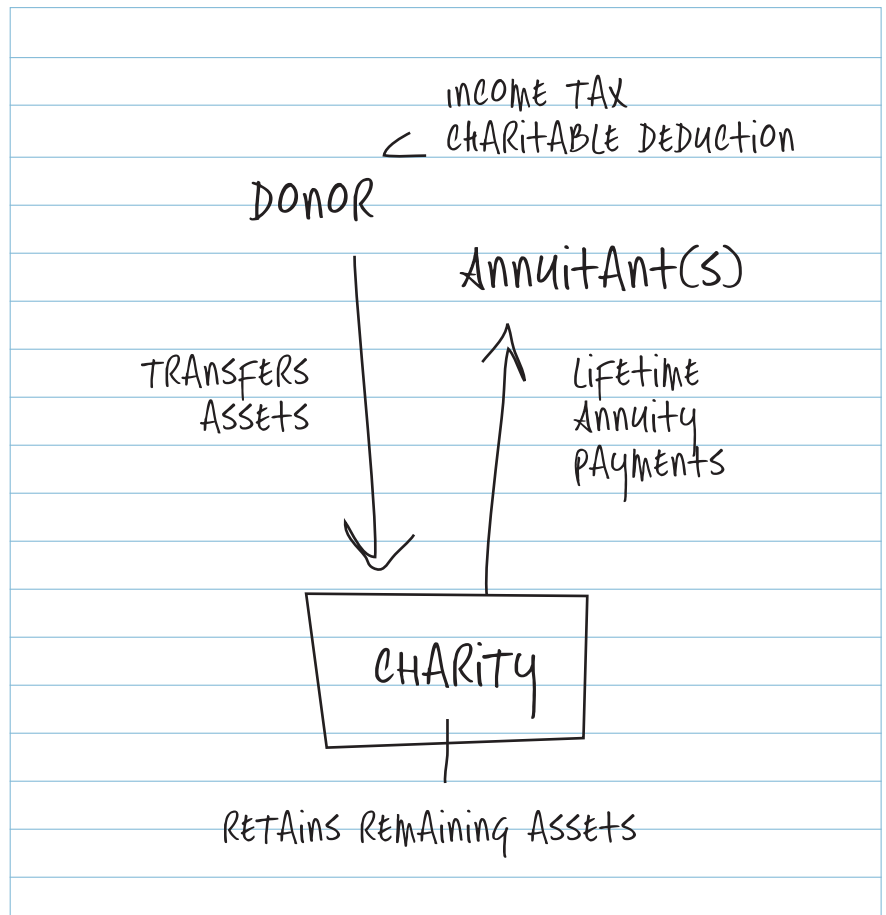 INCOME TAX
CHARITABLE DEDUCTION
DONOR
ANNUITANT(S)
TRANSFERS
ASSETS
LIFETIME
ANNUITY
PAYMENTS
CHARITY
RETAINS REMAINING ASSETS